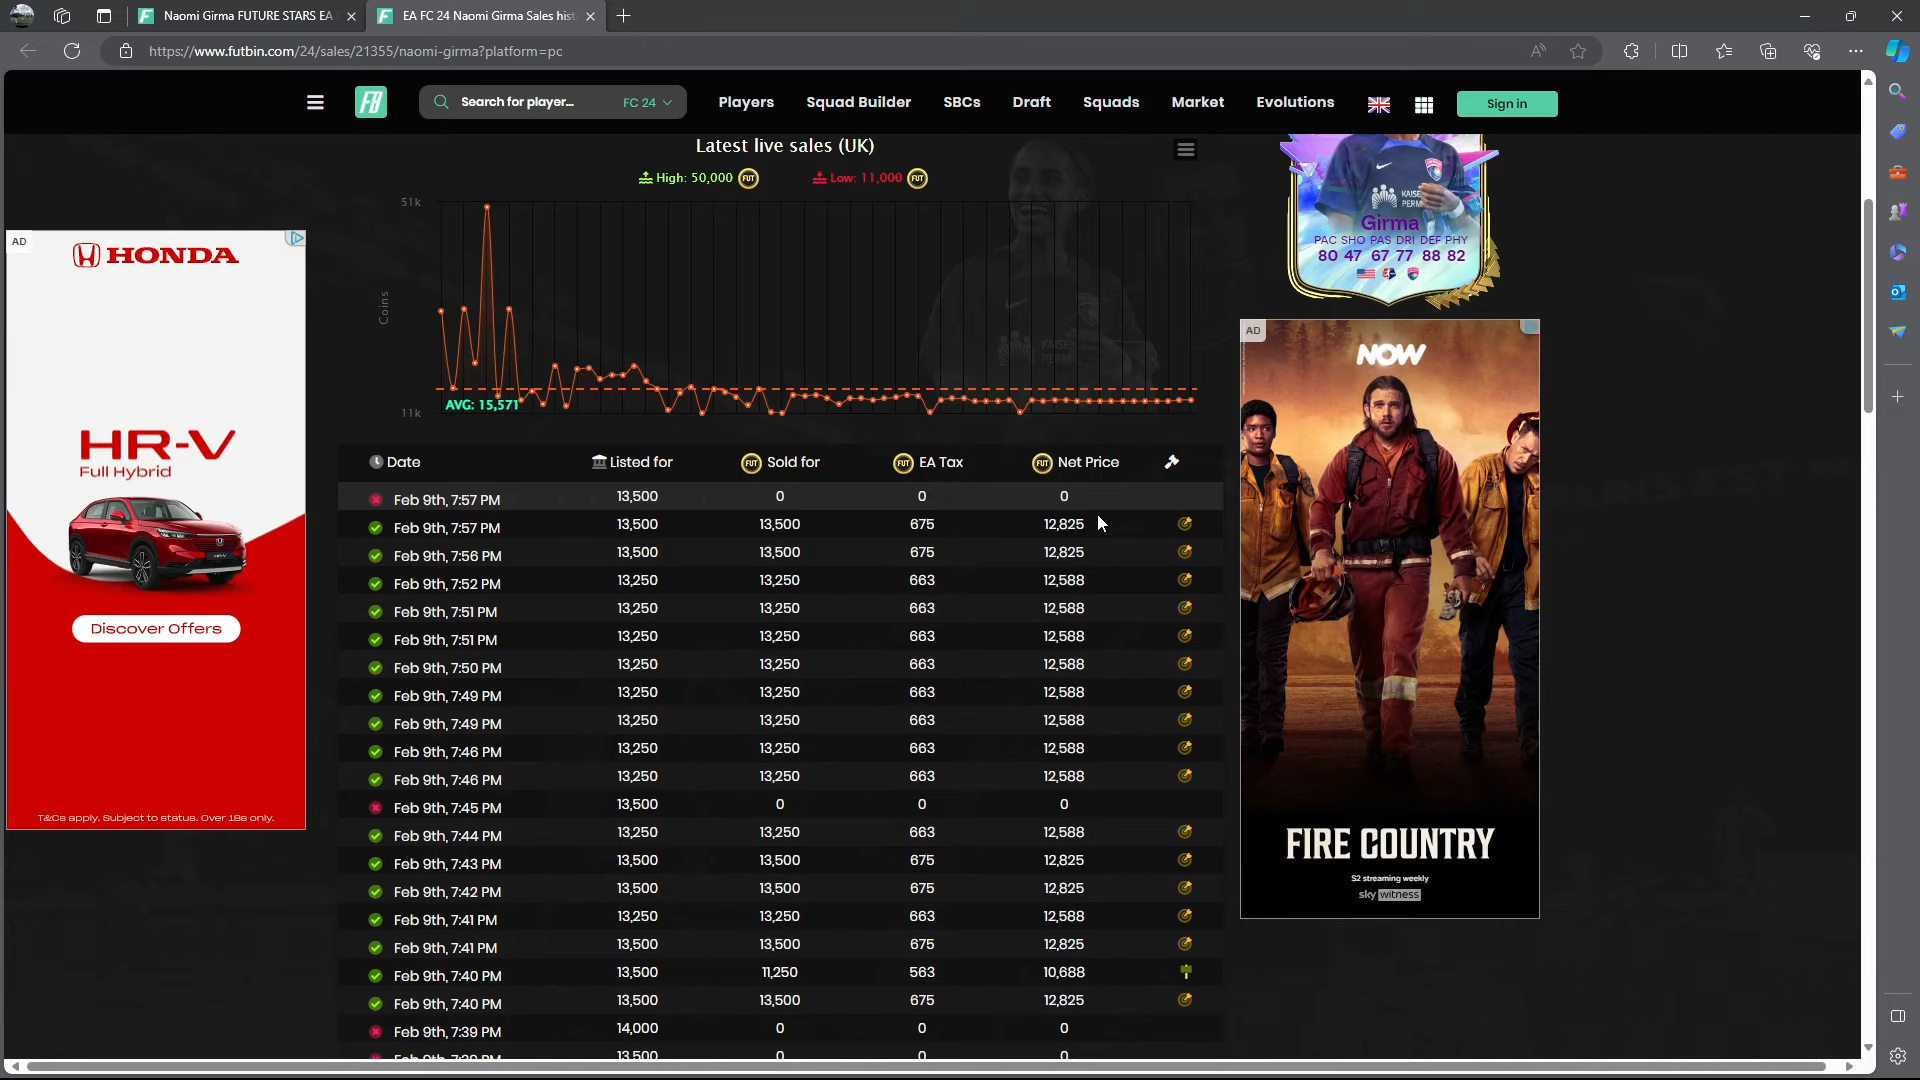 Naomi Girma FUTURE STARS EA
EA FC 24 Naomi Girma Sales hist
https://www.futbin.com/24/sales/21355/naomi-girma?platform=pc
Search for player...
FC 24
Players
Squad Builder
SBCs
Draft
Squads
Market
Evolutions
Sign in
Latest live sales (UK)
High: 50,000
Low: 11,000
51k
Coins
11k
AVG: 15,571
AD
HONDA
HR-V
Full Hybrid
Discover Offers
T&Cs apply. Subject to status. Over 18s only.
Girma
PAC SHO PAS DRI DEF PHY
80 47 67 77 88 82
AD
NOW
FIRE COUNTRY
S2 streaming weekly
sky witness
Date Listed for Sold for EA Tax Net Price
Feb 9th, 7:57 PM 13,500 0 0 0
Feb 9th, 7:57 PM 13,500 13,500 675 12,825
Feb 9th, 7:56 PM 13,500 13,500 675 12,825
Feb 9th, 7:52 PM 13,250 13,250 663 12,588
Feb 9th, 7:51 PM 13,250 13,250 663 12,588
Feb 9th, 7:51 PM 13,250 13,250 663 12,588
Feb 9th, 7:50 PM 13,250 13,250 663 12,588
Feb 9th, 7:49 PM 13,250 13,250 663 12,588
Feb 9th, 7:49 PM 13,250 13,250 663 12,588
Feb 9th, 7:46 PM 13,250 13,250 663 12,588
Feb 9th, 7:46 PM 13,250 13,250 663 12,588
Feb 9th, 7:45 PM 13,500 0 0 0
Feb 9th, 7:44 PM 13,250 13,250 663 12,588
Feb 9th, 7:43 PM 13,500 13,500 675 12,825
Feb 9th, 7:42 PM 13,500 13,500 675 12,825
Feb 9th, 7:41 PM 13,250 13,250 663 12,588
Feb 9th, 7:41 PM 13,500 13,500 675 12,825
Feb 9th, 7:40 PM 13,500 11,250 563 10,688
Feb 9th, 7:40 PM 13,500 13,500 675 12,825
Feb 9th, 7:39 PM 14,000 0 0 0
Feb 9th, 7:39 PM 13,500 0 0 0